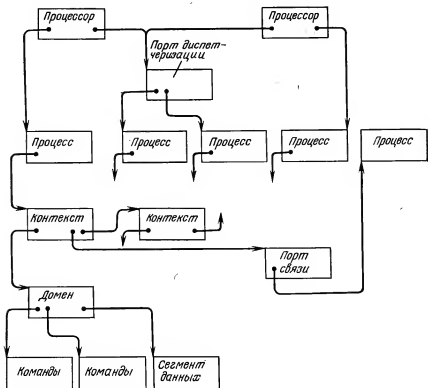 Процессор
Процессор
Порт диспет-
черизации
Процесс
Процесс
Процесс
Процесс
Процесс
Контекст
Контекст
Порт
связи
Домен
Команды
Команды
Сегмент
данных